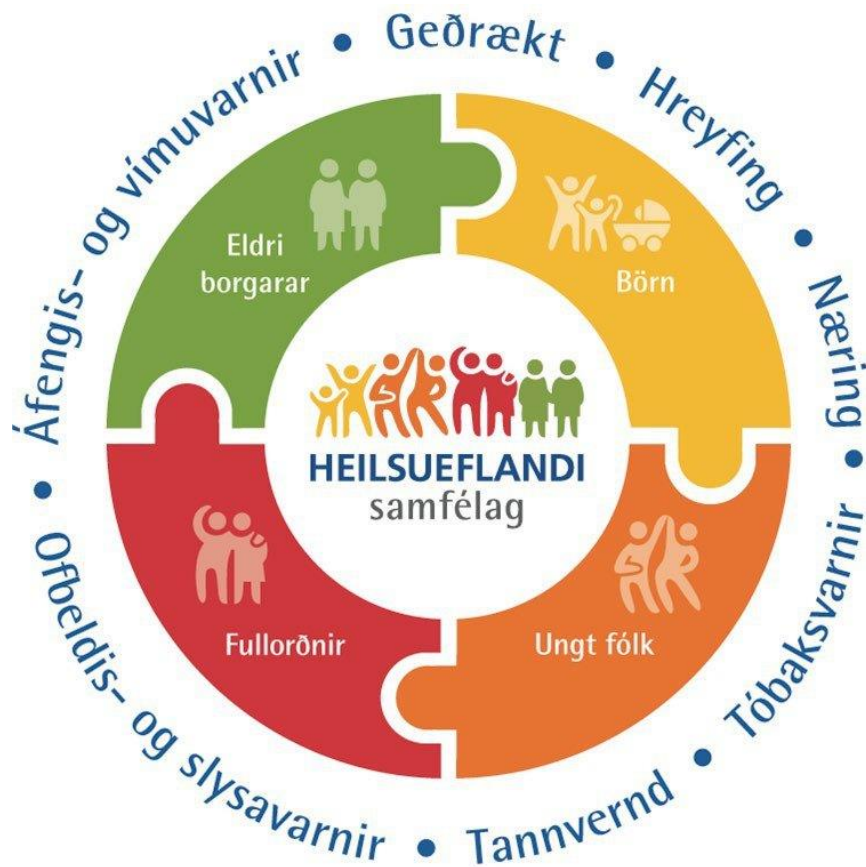 Geðrækt • Hreyfing • Næring • Tóbaksvarnir • Tannvernd • Ofbeldis- og slysavarnir • Áfengis- og vímuvarnir •
Eldri
borgarar
Börn
HEILSUEFLANDI
samfélag
Fullorðnir
Ungt fólk